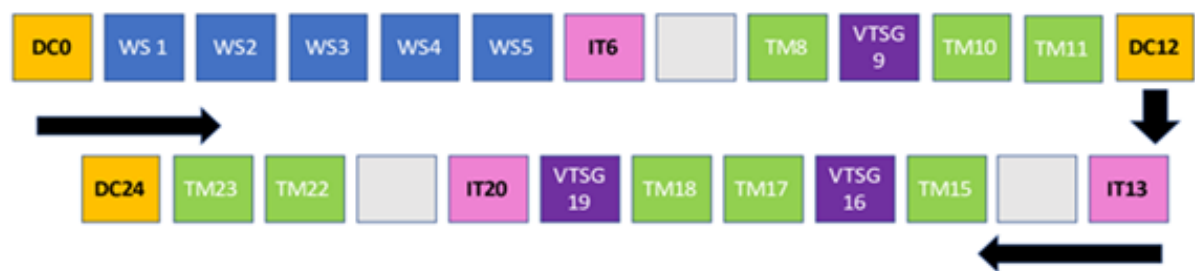 DC0 WS 1 WS2 WS3 WS4 WS5 IT6 TM8 VTSG 9 TM10 TM11 DC12
DC24 TM23 TM22 IT20 VTSG 19 TM18 TM17 VTSG 16 TM15 IT13